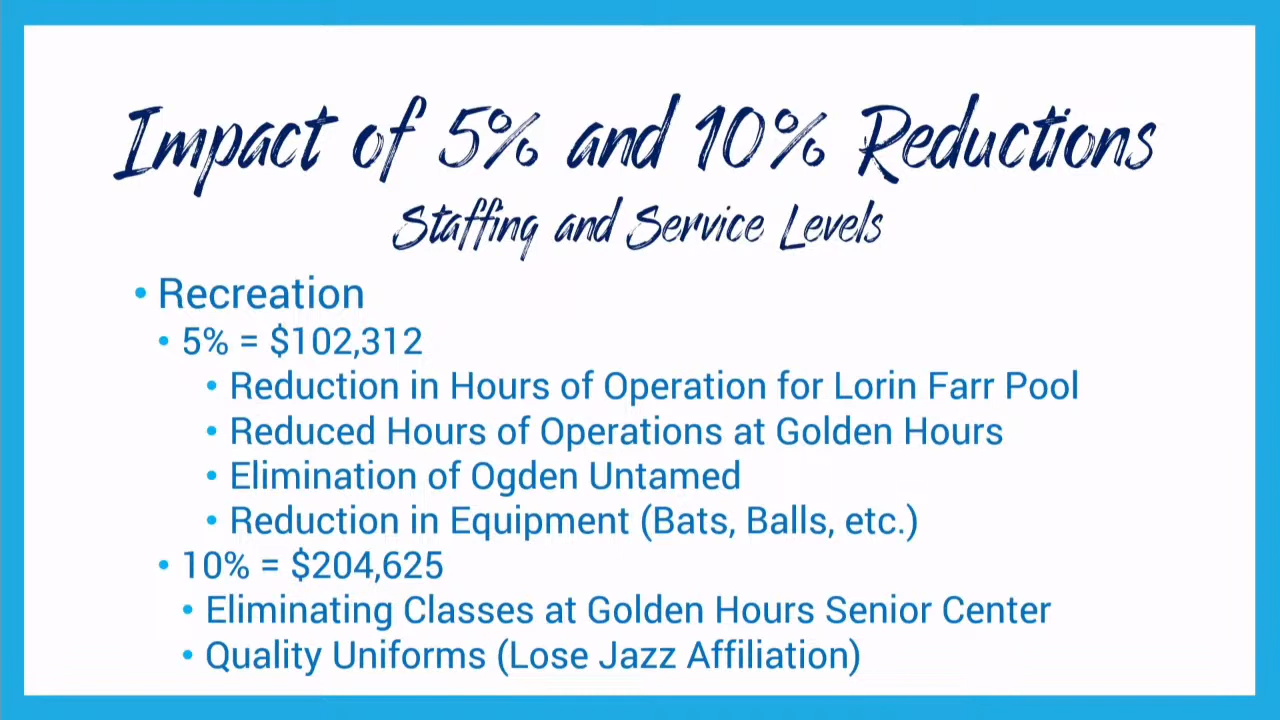 Impact of 5% and 10% Reductions
Staffing and Service Levels
• Recreation
• 5% = $102,312
• Reduction in Hours of Operation for Lorin Farr Pool
• Reduced Hours of Operations at Golden Hours
• Elimination of Ogden Untamed
• Reduction in Equipment (Bats, Balls, etc.)
• 10% = $204,625
• Eliminating Classes at Golden Hours Senior Center
• Quality Uniforms (Lose Jazz Affiliation)